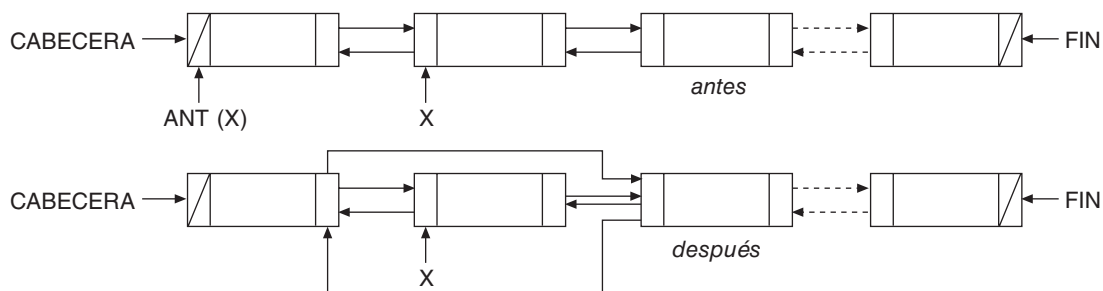 CABECERA
FIN
antes
ANT (X)
X
CABECERA
FIN
después
X